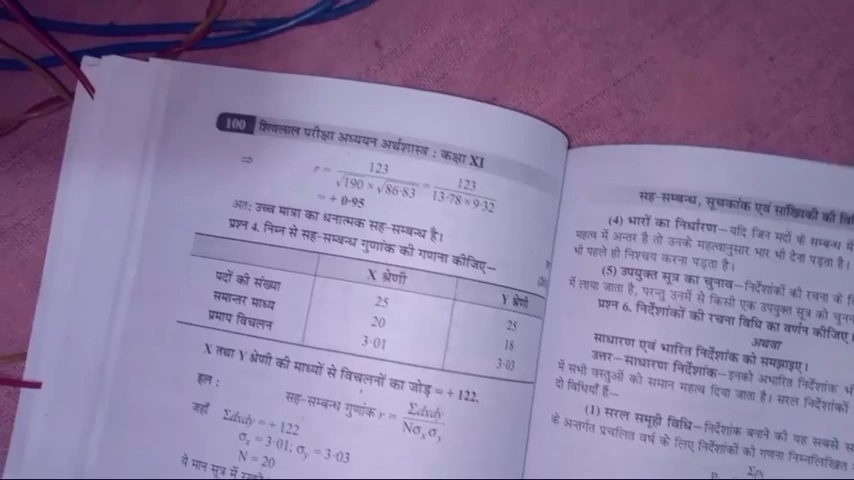 100 शिवलाल परीक्षा अध्ययन अर्थशास्त्र : कक्षा XI
⇒ r = 123 / √190 × √86·83 = 123 / 13·78 × 9·32
= + 0·95
अतः उच्च मात्रा का धनात्मक सह-सम्बन्ध है।
प्रश्न 4. निम्न से सह-सम्बन्ध गुणांक की गणना कीजिए–
X श्रेणी Y श्रेणी
पदों की संख्या 25 25
समान्तर माध्य 20 18
प्रमाप विचलन 3·01 3·03
X तथा Y श्रेणी की माध्यों से विचलनों का जोड़ = + 122.
हल :
सह-सम्बन्ध गुणांक r = Σdxdy / Nσx σy
जहाँ Σdxdy = + 122
σx = 3·01; σy = 3·03
N = 20
ये मान सूत्र में रखने
सह-सम्बन्ध, सूचकांक एवं सांख्यिकी की
(4) भारों का निर्धारण–यदि जिन मदों के सम्बन्ध में
महत्व में अन्तर है तो उनके महत्वानुसार भार भी देना पड़ता है।
भी पहले ही निश्चय करना पड़ता है।
(5) उपयुक्त सूत्र का चुनाव–निर्देशांकों की रचना के
में लाया जाता है, परन्तु उनमें से किसी एक उपयुक्त सूत्र को
प्रश्न 6. निर्देशांकों की रचना विधि का वर्णन कीजिए।
अथवा
साधारण एवं भारित निर्देशांक को समझाइए।
उत्तर–साधारण निर्देशांक–इनको अभारित निर्देशांक भी
में सभी वस्तुओं को समान महत्व दिया जाता है। सरल निर्देशांकों
दो विधियाँ हैं–
(1) सरल समूही विधि–निर्देशांक बनाने की यह सबसे
के अन्तर्गत प्रचलित वर्ष के लिए निर्देशांकों की गणना निम्नलिखित